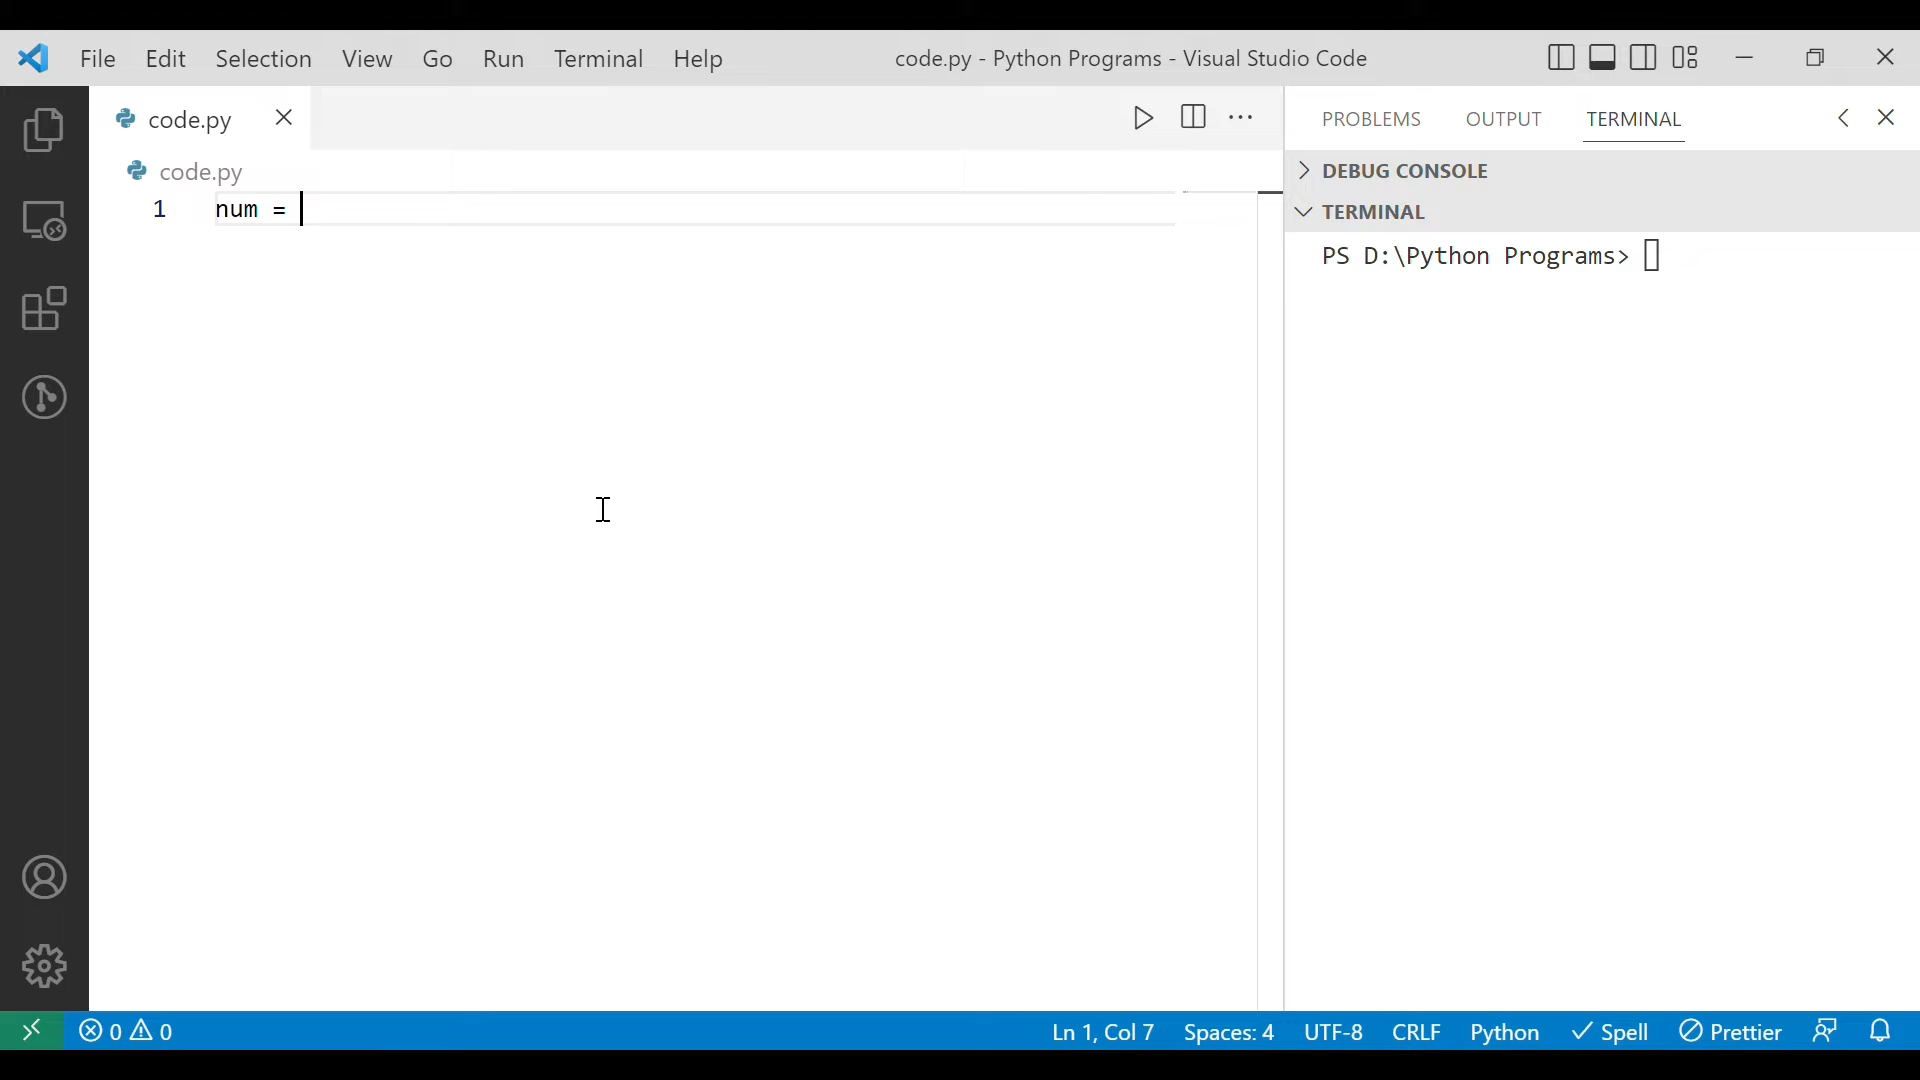 File Edit Selection View Go Run Terminal Help code.py - Python Programs - Visual Studio Code
code.py
PROBLEMS OUTPUT TERMINAL
code.py
DEBUG CONSOLE
1 num =
TERMINAL
PS D:\Python Programs>
0 0 Ln 1, Col 7 Spaces: 4 UTF-8 CRLF Python Spell Prettier